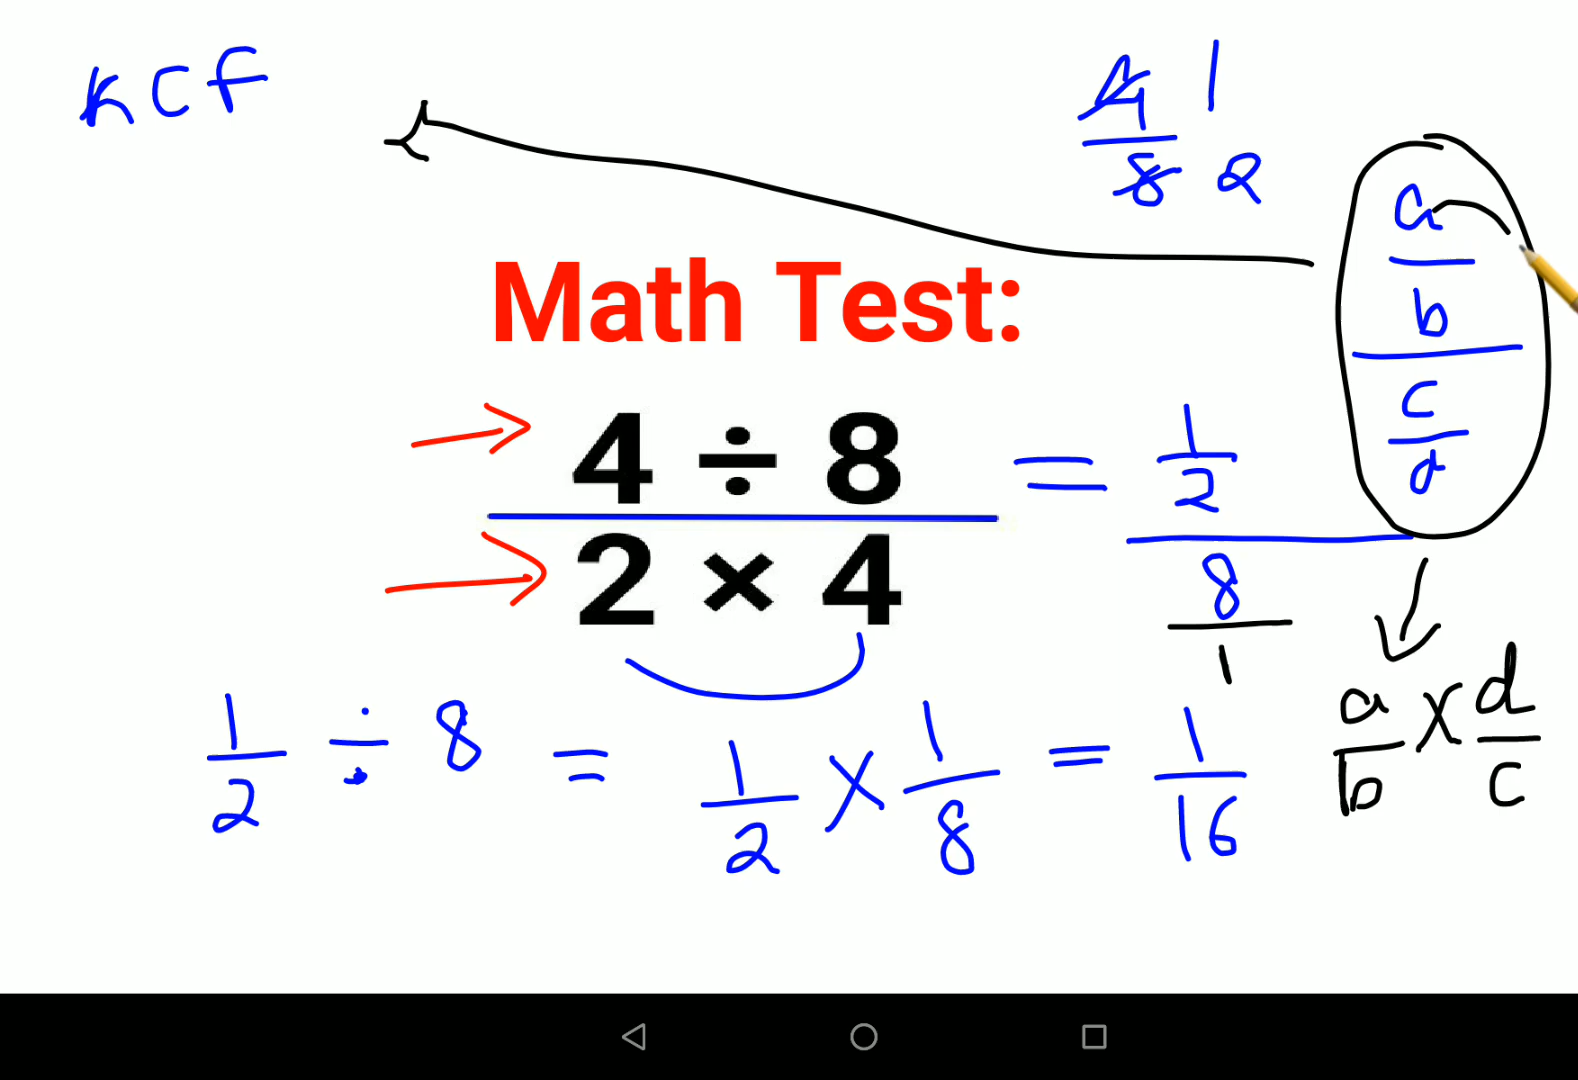 KCF
4 1
8 2
a
b
c
d
Math Test:
4 ÷ 8 = 1
2
2 × 4
8
1
1 ÷ 8 = 1 × 1 = 1
2 2 8 16
a × d
b c